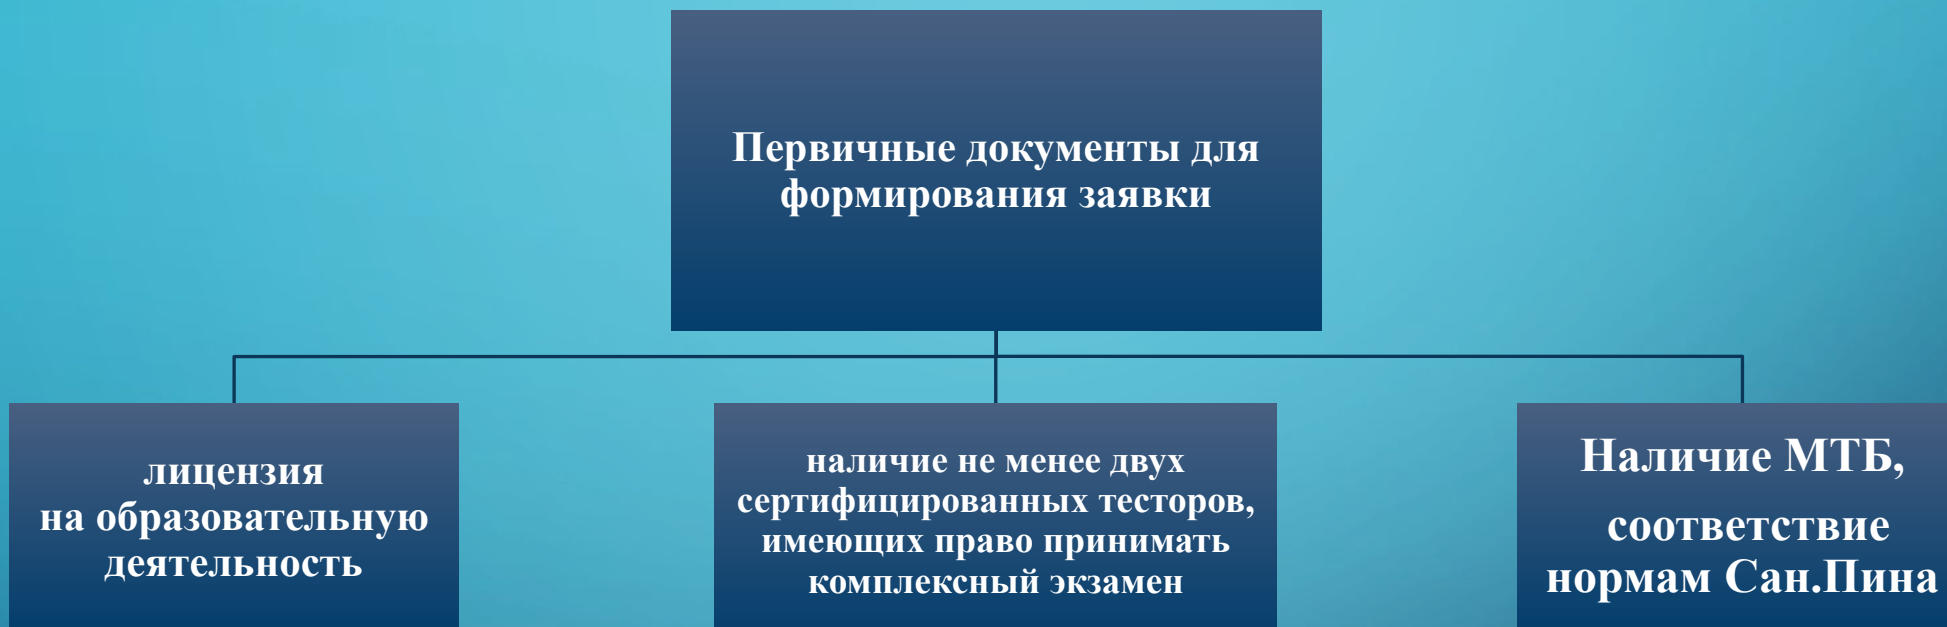 Первичные документы для
формирования заявки
лицензия
на образовательную
деятельность
наличие не менее двух
сертифицированных тесторов,
имеющих право принимать
комплексный экзамен
Наличие МТБ,
соответствие
нормам Сан.Пина